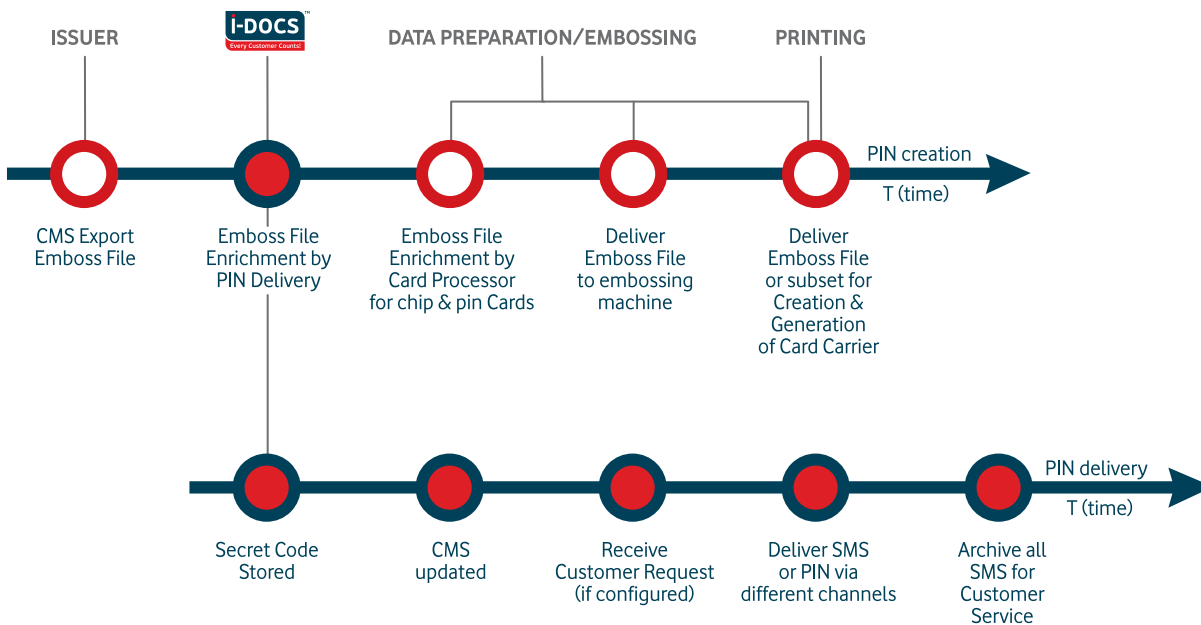 ISSUER
i-DOCS™
Every Customer Counts!
DATA PREPARATION/EMBOSSING
PRINTING
PIN creation
T (time)
CMS Export
Emboss File
Emboss File
Enrichment by
PIN Delivery
Emboss File
Enrichment by
Card Processor
for chip & pin Cards
Deliver
Emboss File
to embossing
machine
Deliver
Emboss File
or subset for
Creation &
Generation
of Card Carrier
PIN delivery
T (time)
Secret Code
Stored
CMS
updated
Receive
Customer Request
(if configured)
Deliver SMS
or PIN via
different channels
Archive all
SMS for
Customer
Service